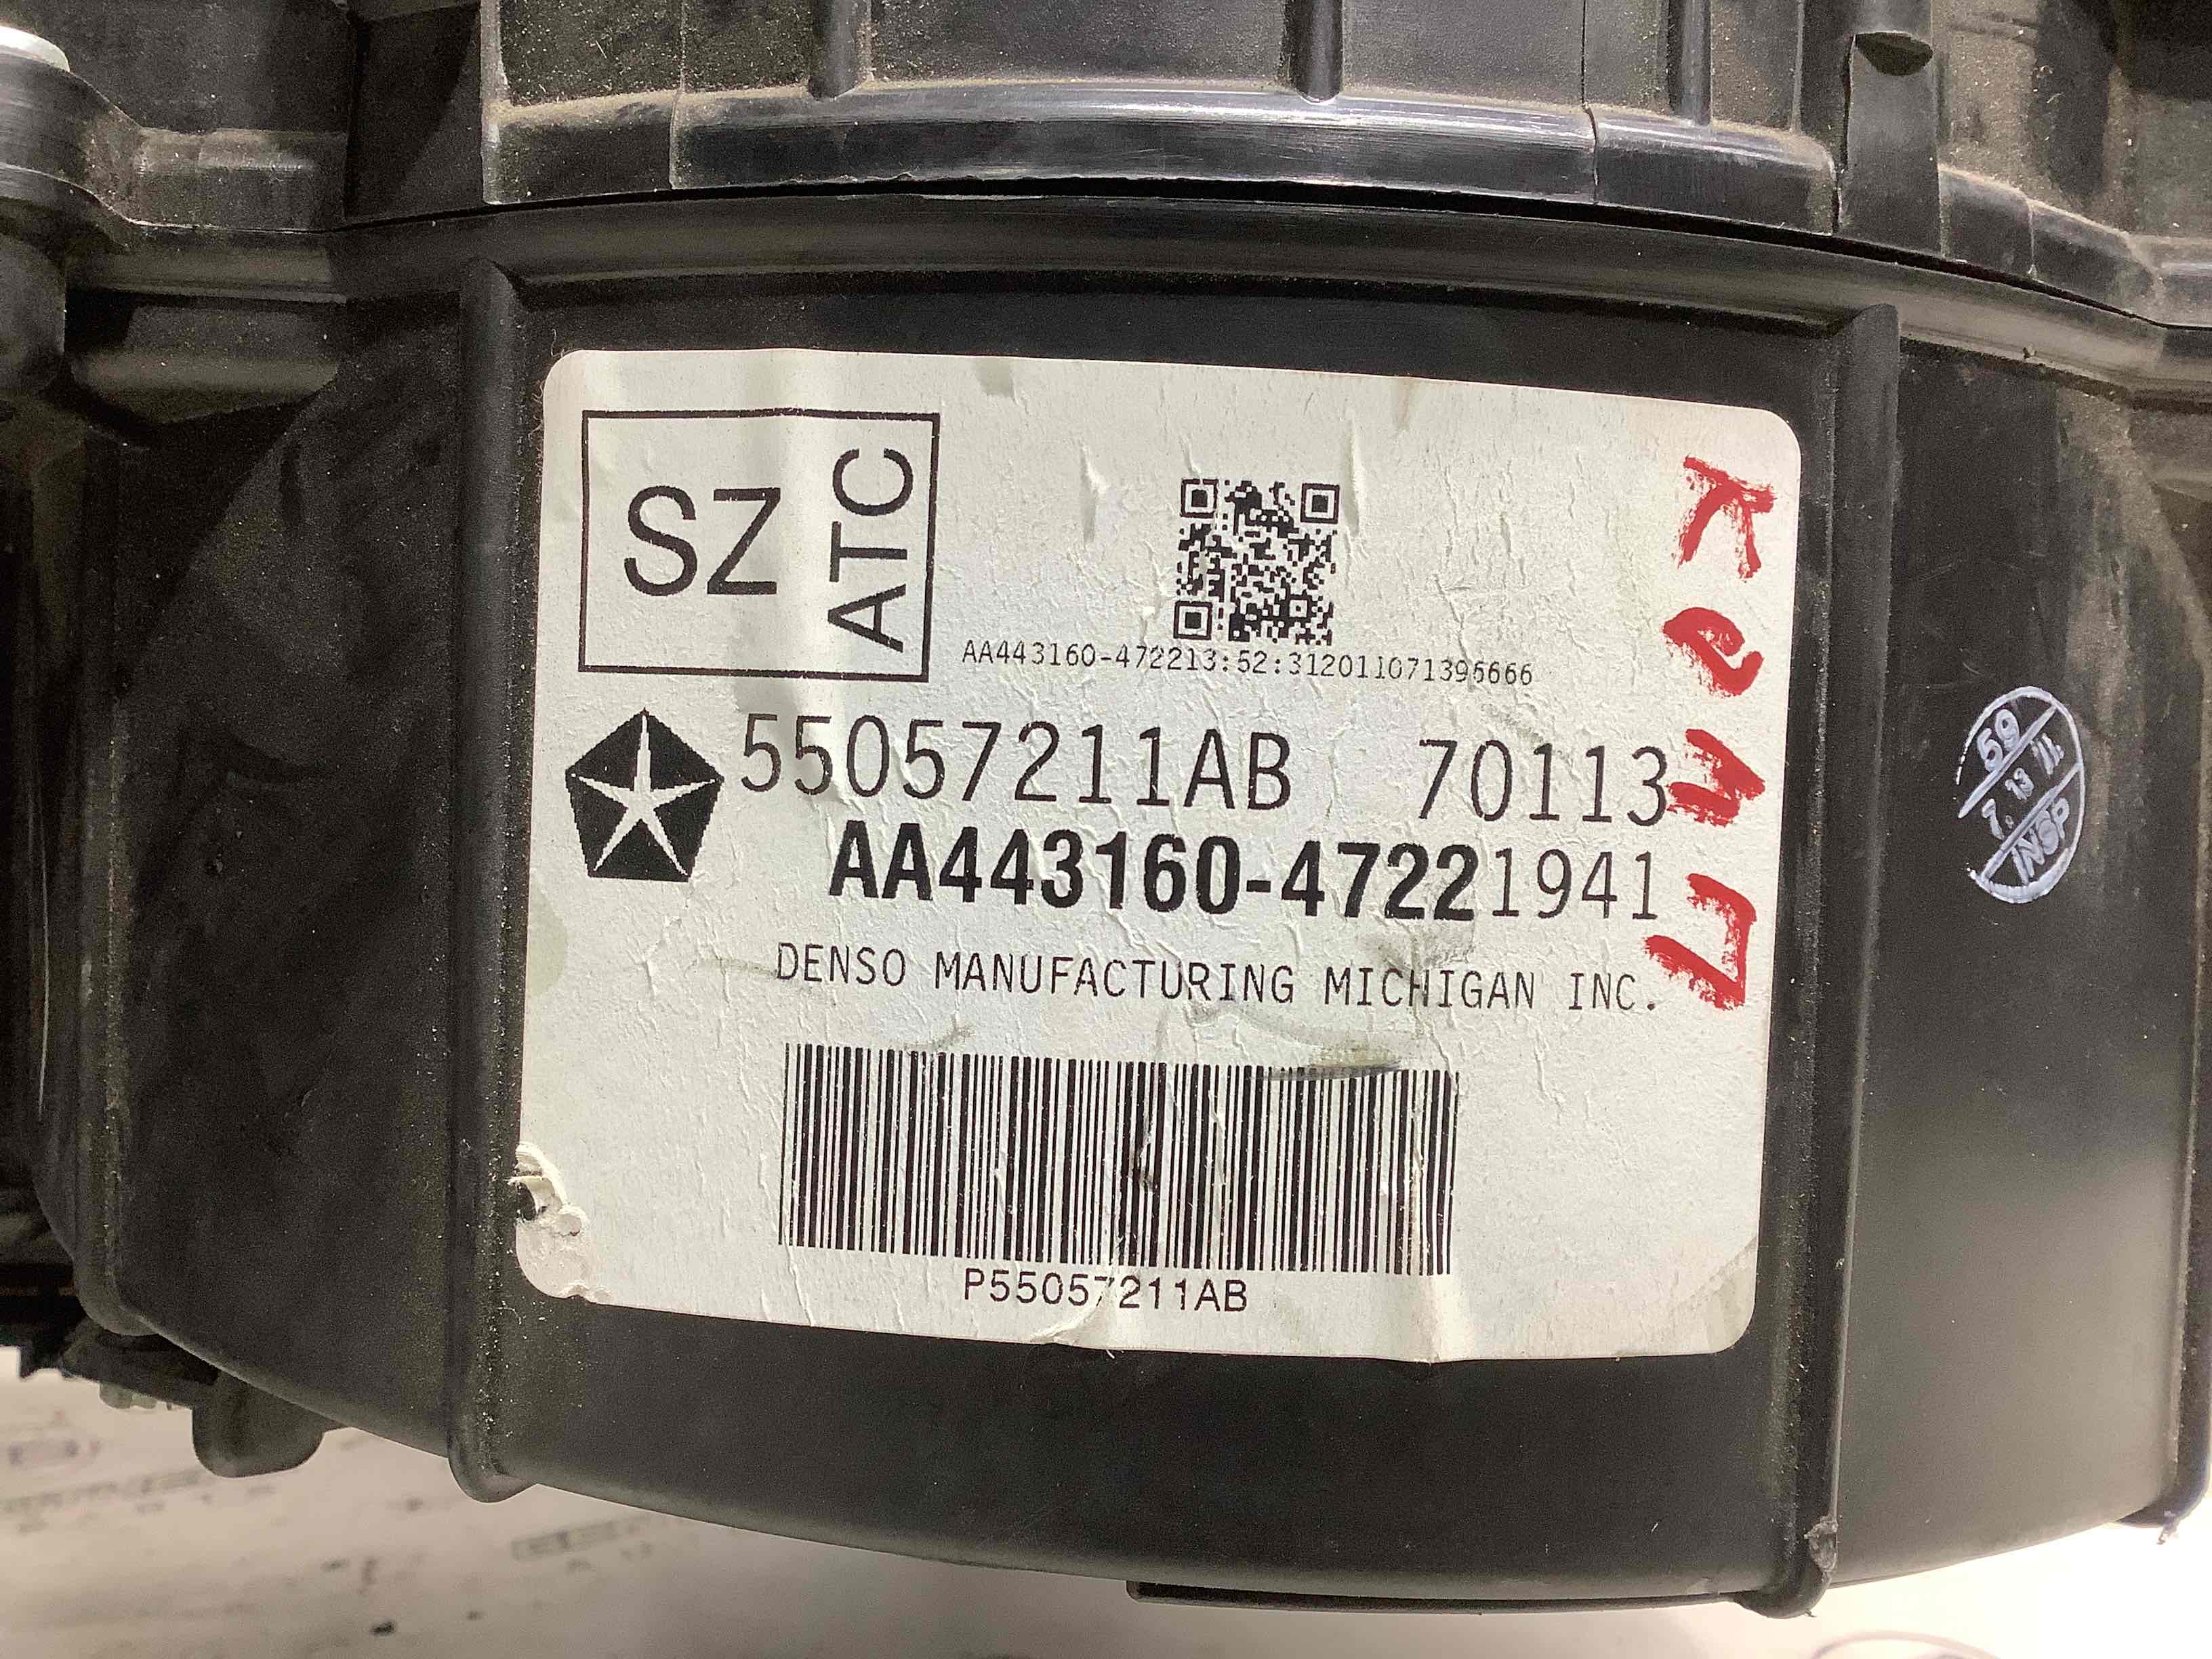 SZ
ATC
AA443160-472213:52:312011071396666
55057211AB 70113
AA443160-47221941
DENSO MANUFACTURING MICHIGAN INC.
P55057211AB
59
INSP